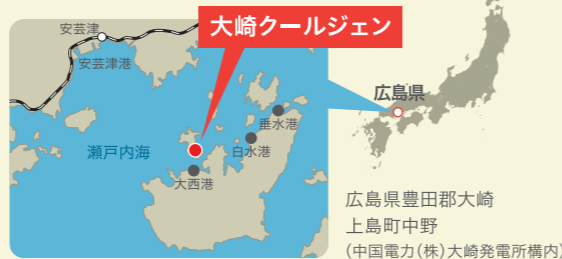 大崎クールジェン
安芸津
安芸津港
瀬戸内海
垂水港
白水港
大西港
広島県
広島県豊田郡大崎
上島町中野
(中国電力(株)大崎発電所構内)